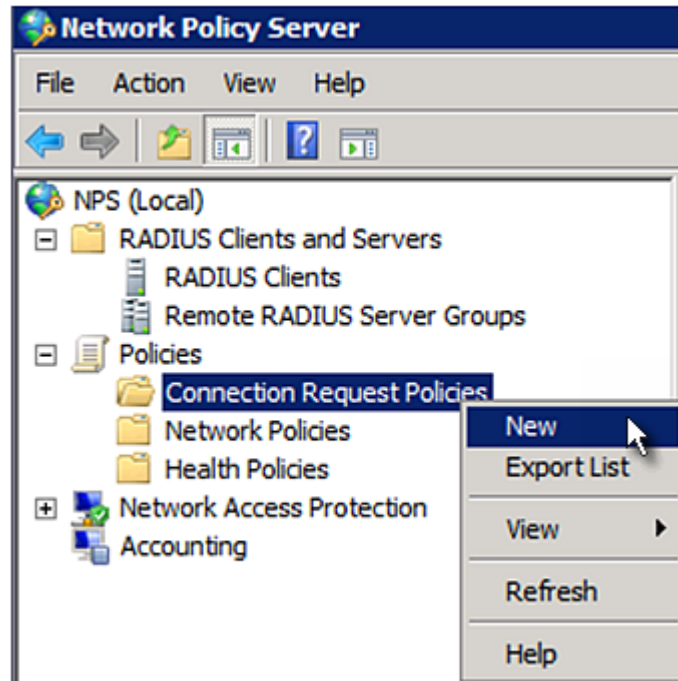 Network Policy Server
File Action View Help
NPS (Local)
RADIUS Clients and Servers
RADIUS Clients
Remote RADIUS Server Groups
Policies
Connection Request Policies
Network Policies
Health Policies
Network Access Protection
Accounting
New
Export List
View
Refresh
Help